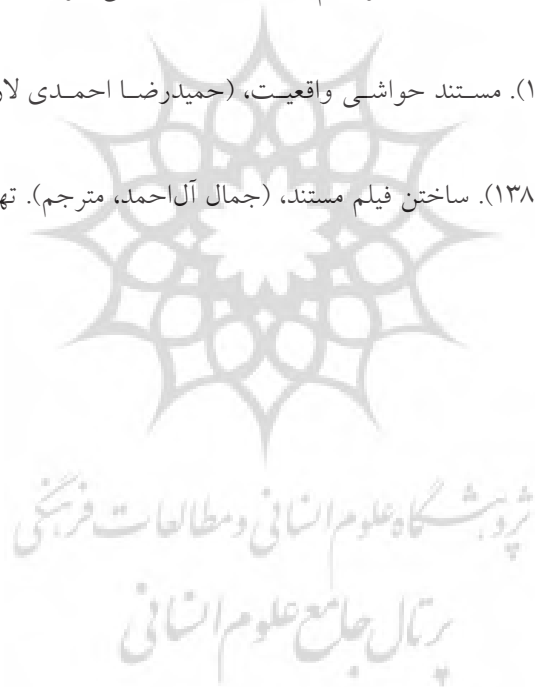 ۱). مستند حواشی واقعیت، (حمیدرضا احمدی لار
۱۳۸). ساختن فیلم مستند، (جمال آل‌احمد، مترجم). ته
پژوهشگاه علوم انسانی و مطالعات فرهنگی
پرتال جامع علوم انسانی